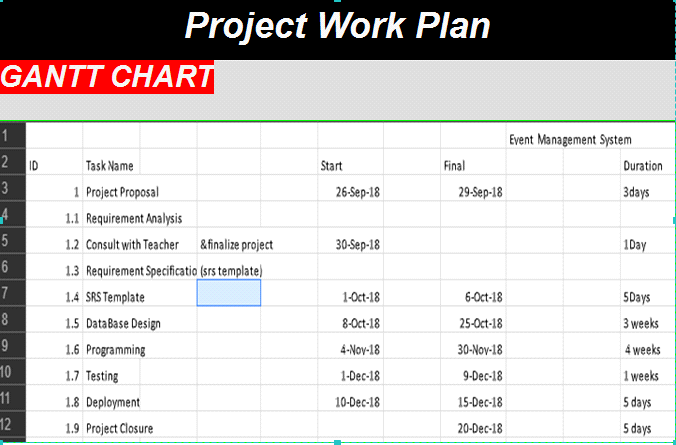 Project Work Plan
GANTT CHART
1 Event Management System
2 ID Task Name Start Final Duration
3 1 Project Proposal 26-Sep-18 29-Sep-18 3days
4 1.1 Requirement Analysis
5 1.2 Consult with Teacher &finalize project 30-Sep-18 1Day
6 1.3 Requirement Specificatio (srs template)
7 1.4 SRS Template 1-Oct-18 6-Oct-18 5Days
8 1.5 DataBase Design 8-Oct-18 25-Oct-18 3 weeks
9 1.6 Programming 4-Nov-18 30-Nov-18 4 weeks
10 1.7 Testing 1-Dec-18 9-Dec-18 1 weeks
11 1.8 Deployment 10-Dec-18 15-Dec-18 5 days
12 1.9 Project Closure 20-Dec-18 5 days